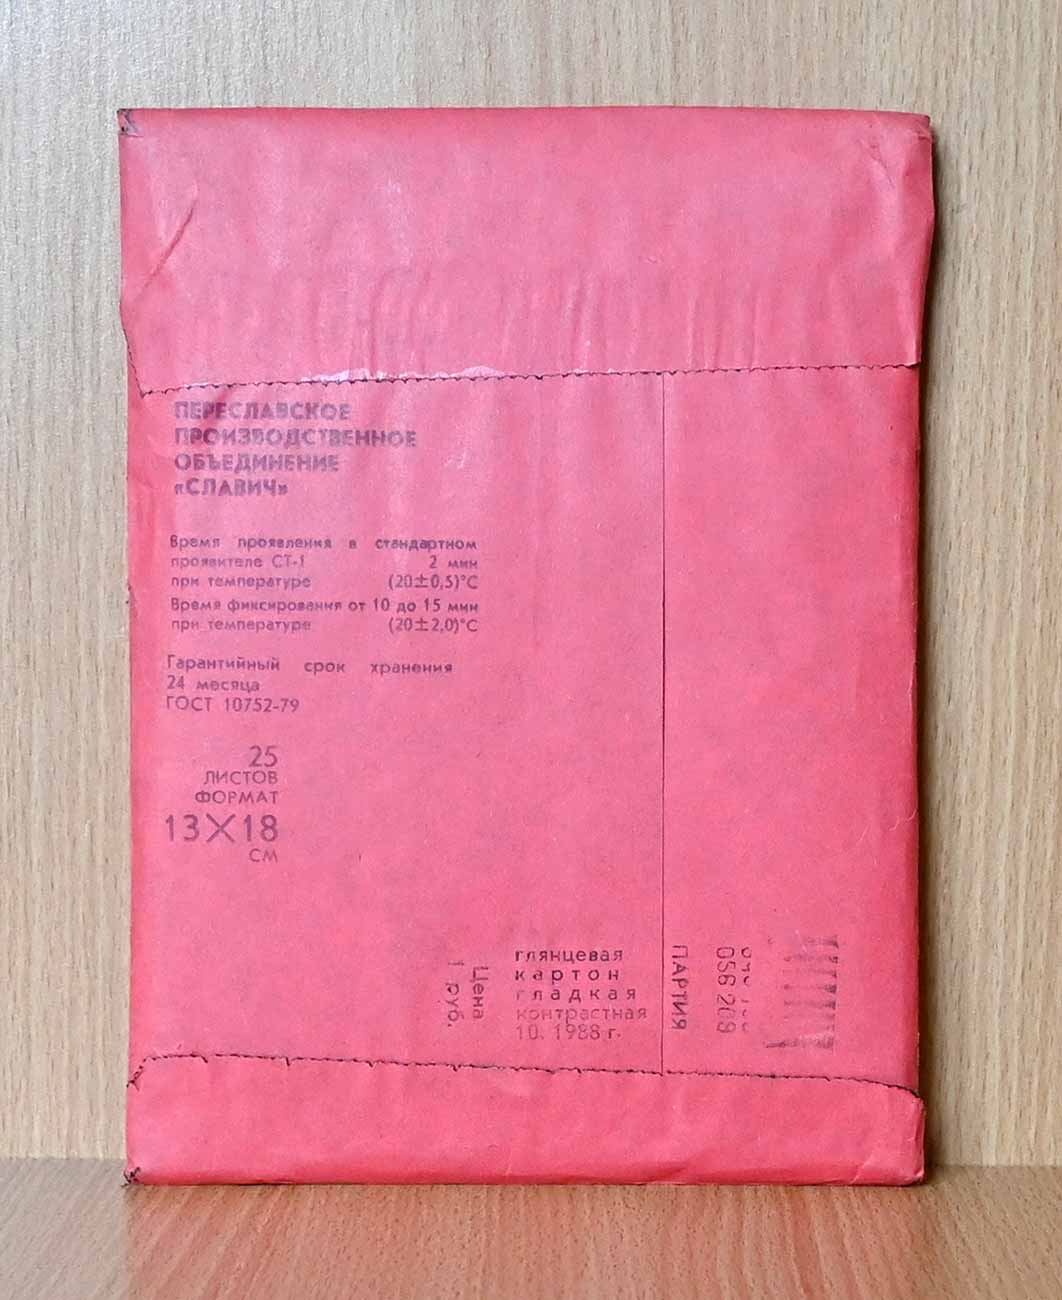 ПЕРЕСЛАВСКОЕ
ПРОИЗВОДСТВЕННОЕ
ОБЪЕДИНЕНИЕ
«СЛАВИЧ»
Время проявления в стандартном
проявителе СТ-1 2 мин
при температуре (20±0,5)°С
Время фиксирования от 10 до 15 мин
при температуре (20±2,0)°С
Гарантийный срок хранения
24 месяца
ГОСТ 10752-79
25
ЛИСТОВ
ФОРМАТ
13×18
СМ
Цена
1 руб.
глянцевая
картон
гладкая
контрастная
10. 1988 г.
ПАРТИЯ
056 209